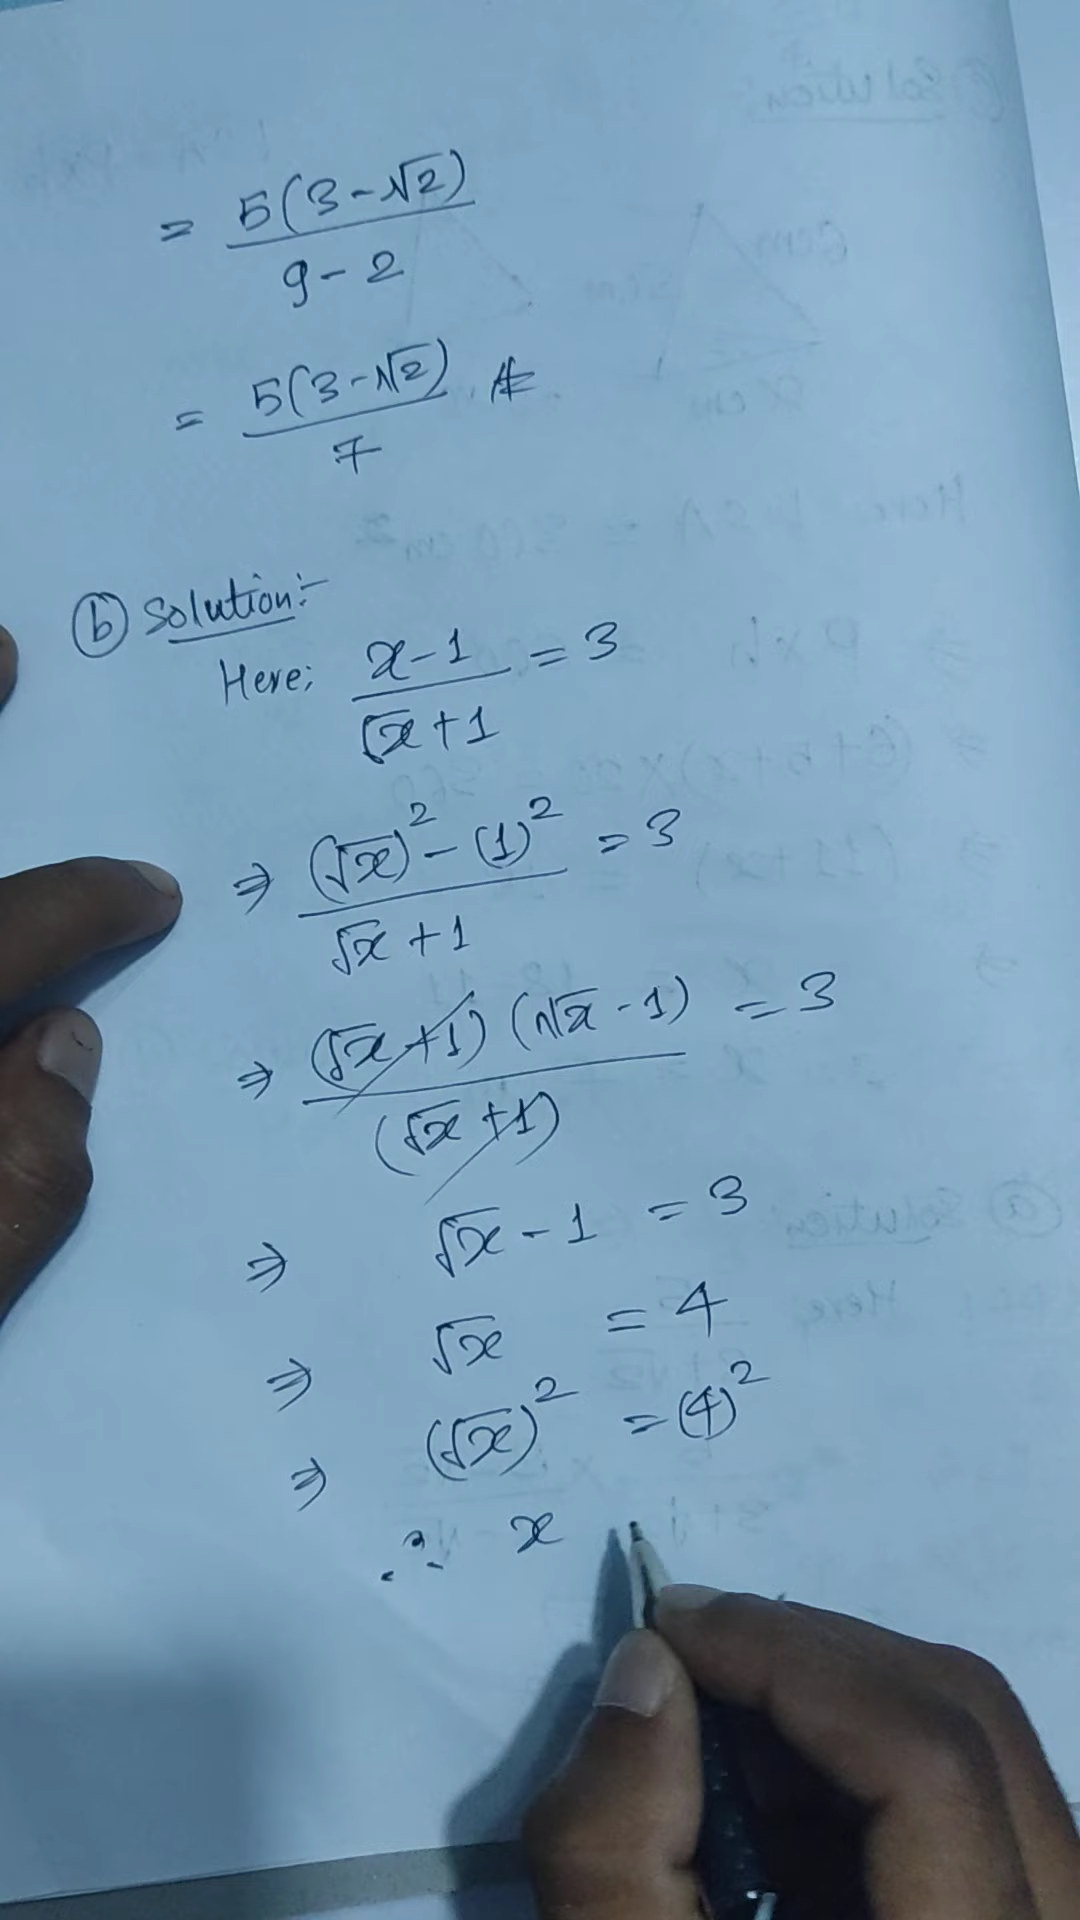 = 5(3-√2)
9-2
= 5(3-√2)
7
(b) Solution:-
Here; x-1 = 3
√x+1
⇒ (√x)² - (1)² = 3
√x+1
⇒ (√x+1) (√x-1) = 3
(√x+1)
⇒ √x-1 = 3
⇒ √x = 4
⇒ (√x)² = (4)²
∴ x